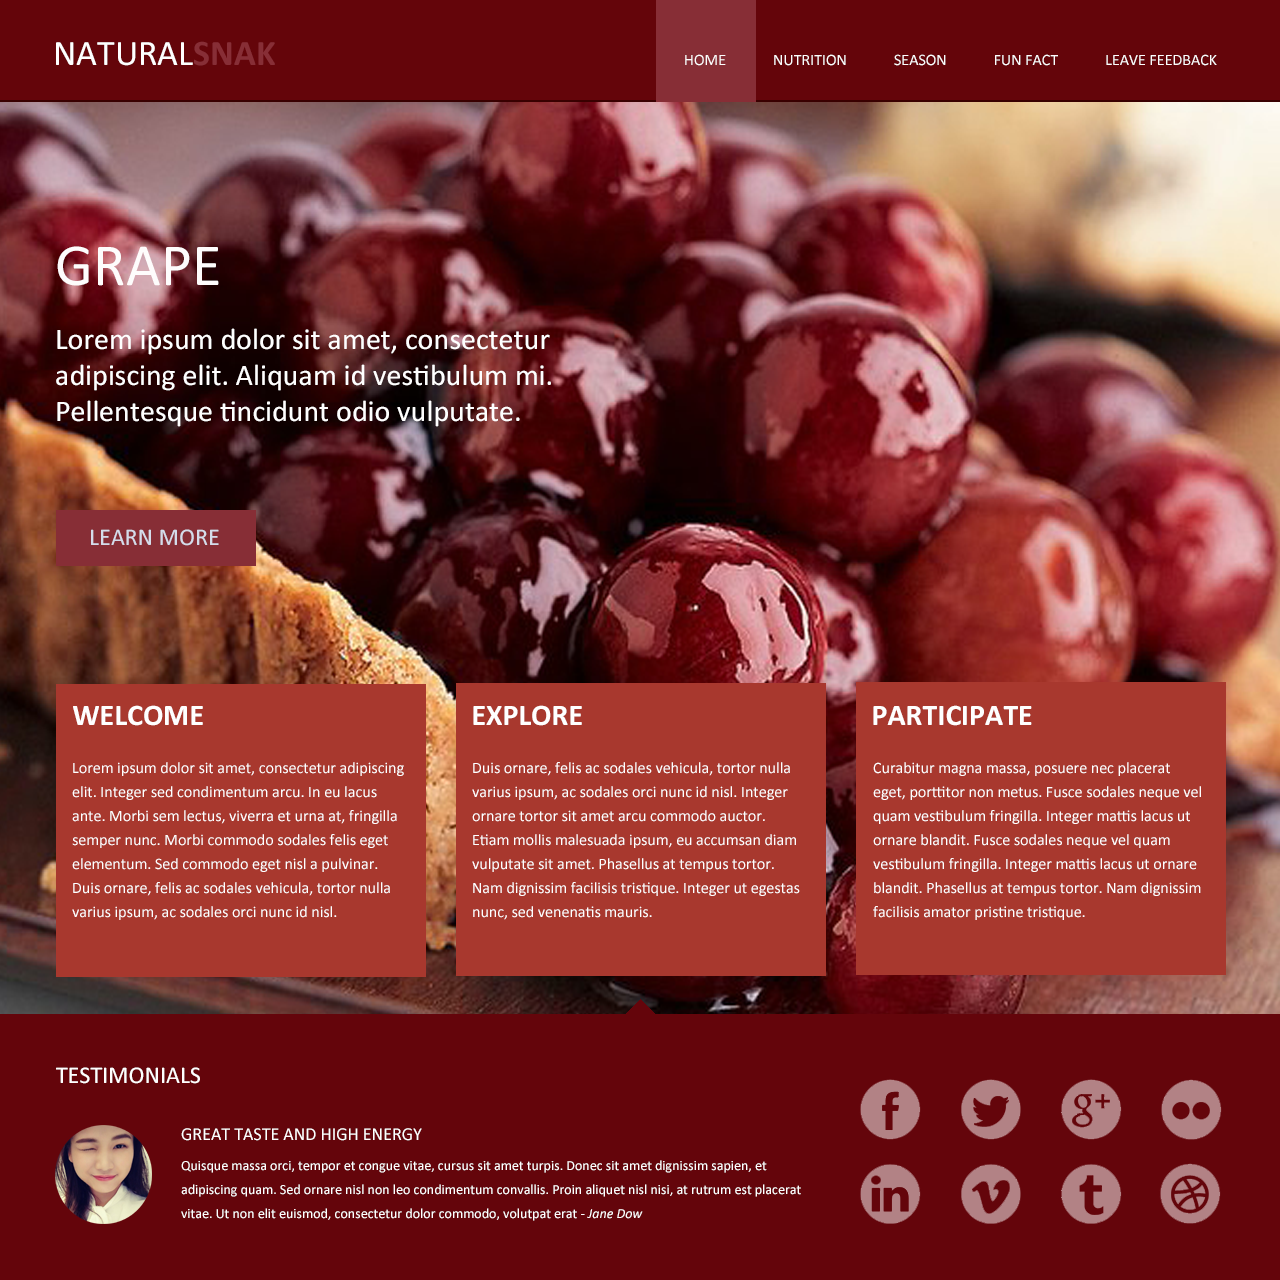 NATURALSNAK
HOME NUTRITION SEASON FUN FACT LEAVE FEEDBACK
GRAPE
Lorem ipsum dolor sit amet, consectetur
adipiscing elit. Aliquam id vestibulum mi.
Pellentesque tincidunt odio vulputate.
LEARN MORE
WELCOME
Lorem ipsum dolor sit amet, consectetur adipiscing
elit. Integer sed condimentum arcu. In eu lacus
ante. Morbi sem lectus, viverra et urna at, fringilla
semper nunc. Morbi commodo sodales felis eget
elementum. Sed commodo eget nisl a pulvinar.
Duis ornare, felis ac sodales vehicula, tortor nulla
varius ipsum, ac sodales orci nunc id nisl.
EXPLORE
Duis ornare, felis ac sodales vehicula, tortor nulla
varius ipsum, ac sodales orci nunc id nisl. Integer
ornare tortor sit amet arcu commodo auctor.
Etiam mollis malesuada ipsum, eu accumsan diam
vulputate sit amet. Phasellus at tempus tortor.
Nam dignissim facilisis tristique. Integer ut egestas
nunc, sed venenatis mauris.
PARTICIPATE
Curabitur magna massa, posuere nec placerat
eget, porttitor non metus. Fusce sodales neque vel
quam vestibulum fringilla. Integer mattis lacus ut
ornare blandit. Fusce sodales neque vel quam
vestibulum fringilla. Integer mattis lacus ut ornare
blandit. Phasellus at tempus tortor. Nam dignissim
facilisis amator pristine tristique.
TESTIMONIALS
GREAT TASTE AND HIGH ENERGY
Quisque massa orci, tempor et congue vitae, cursus sit amet turpis. Donec sit amet dignissim sapien, et
adipiscing quam. Sed ornare nisl non leo condimentum convallis. Proin aliquet nisl nisi, at rutrum est placerat
vitae. Ut non elit euismod, consectetur dolor commodo, volutpat erat - Jane Dow
f g+
in v t